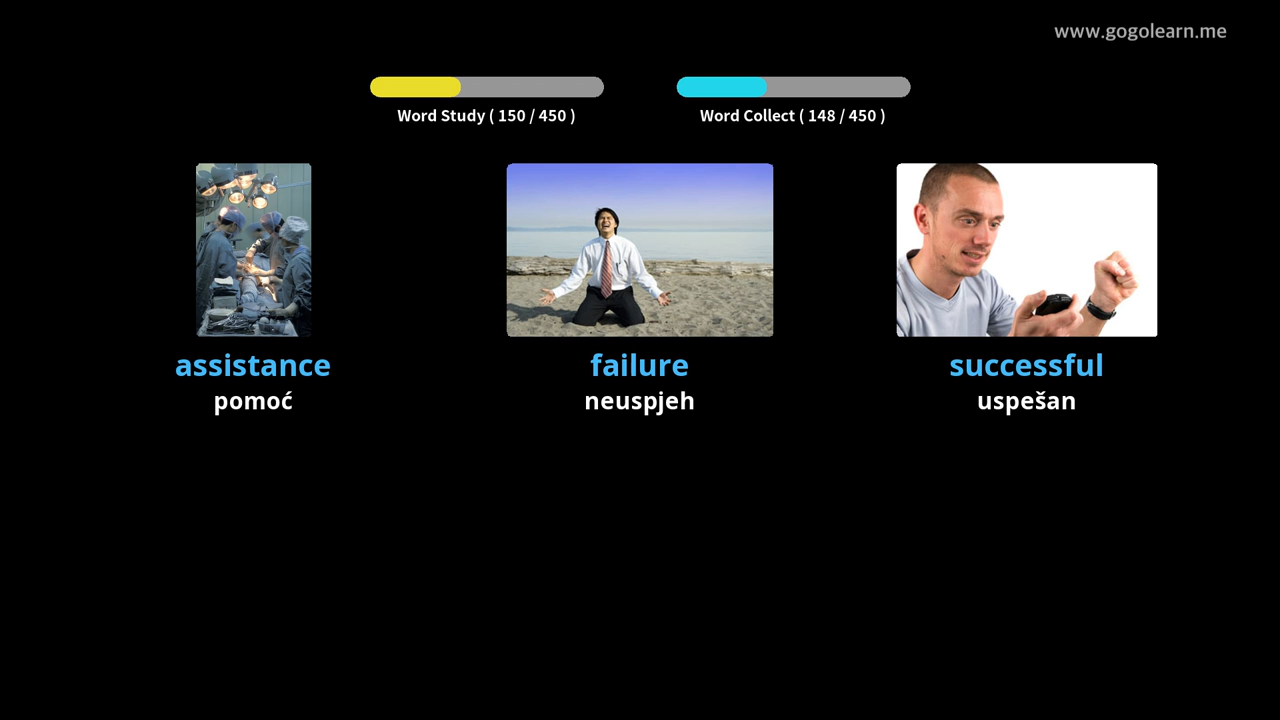 www.gogolearn.me
Word Study ( 150 / 450 )
Word Collect ( 148 / 450 )
assistance
pomoć
failure
neuspjeh
successful
uspešan